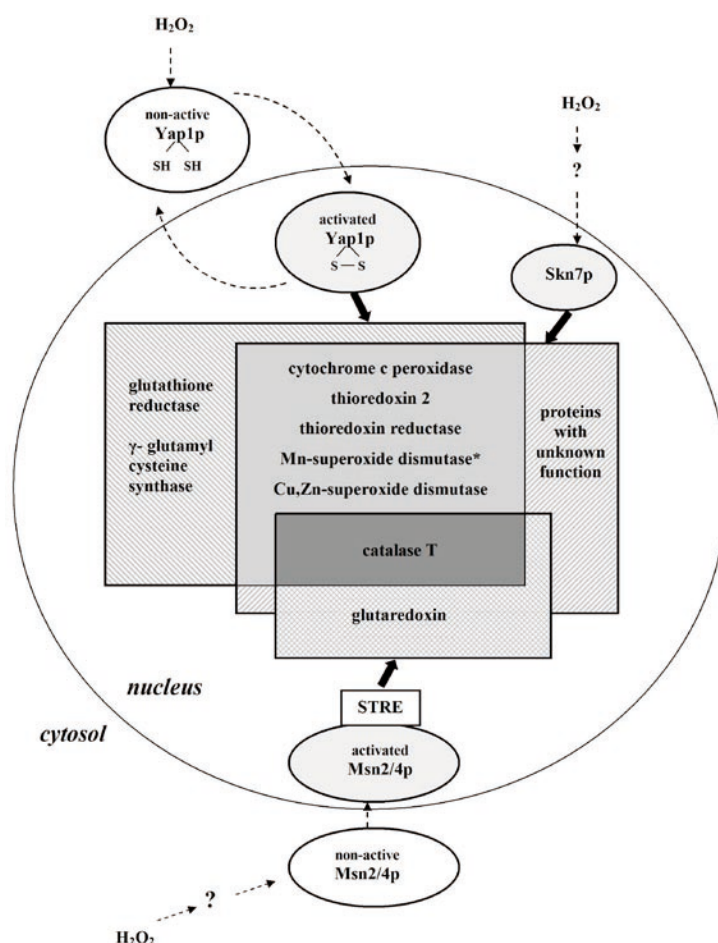 H₂O₂
non-active
Yap1p
SH SH
H₂O₂
?
activated
Yap1p
S — S
Skn7p
glutathione
reductase
γ- glutamyl
cysteine
synthase
cytochrome c peroxidase
thioredoxin 2
thioredoxin reductase
Mn-superoxide dismutase*
Cu,Zn-superoxide dismutase
proteins
with
unknown
function
catalase T
glutaredoxin
nucleus
cytosol
STRE
activated
Msn2/4p
non-active
Msn2/4p
?
H₂O₂